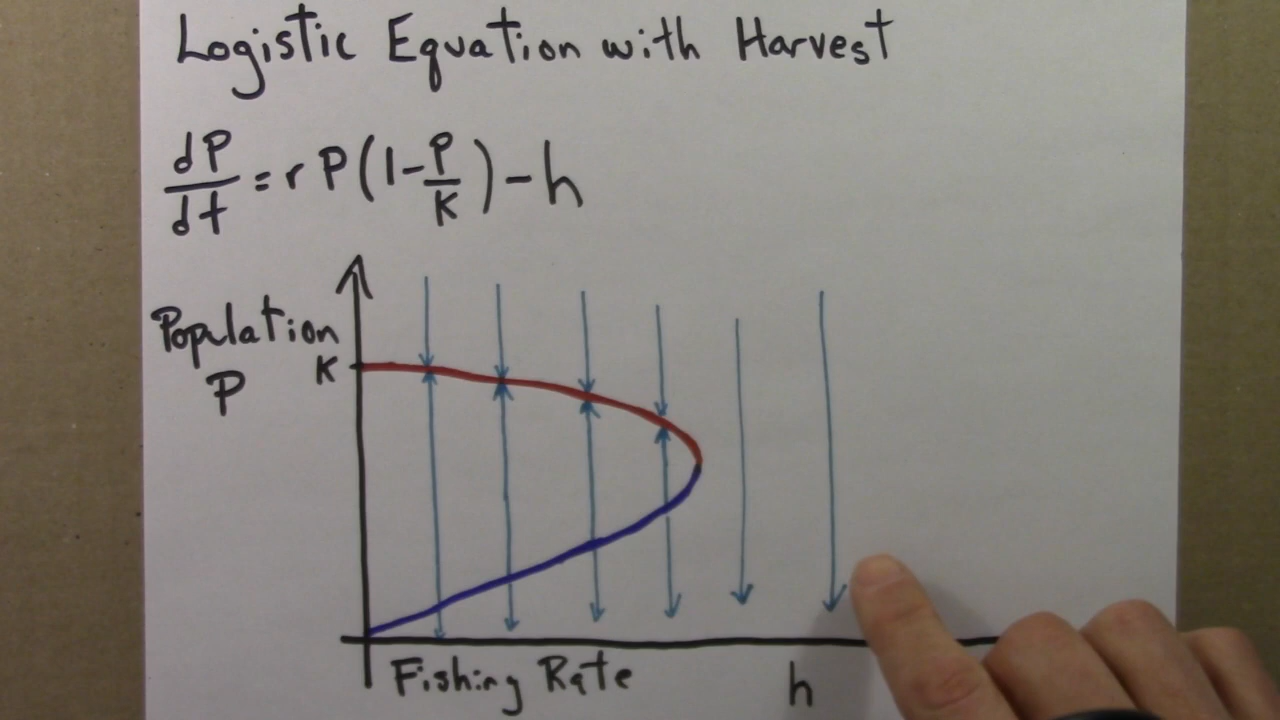 Logistic Equation with Harvest
dP/dt = rP(1-P/K)-h
Population
P
K
Fishing Rate h